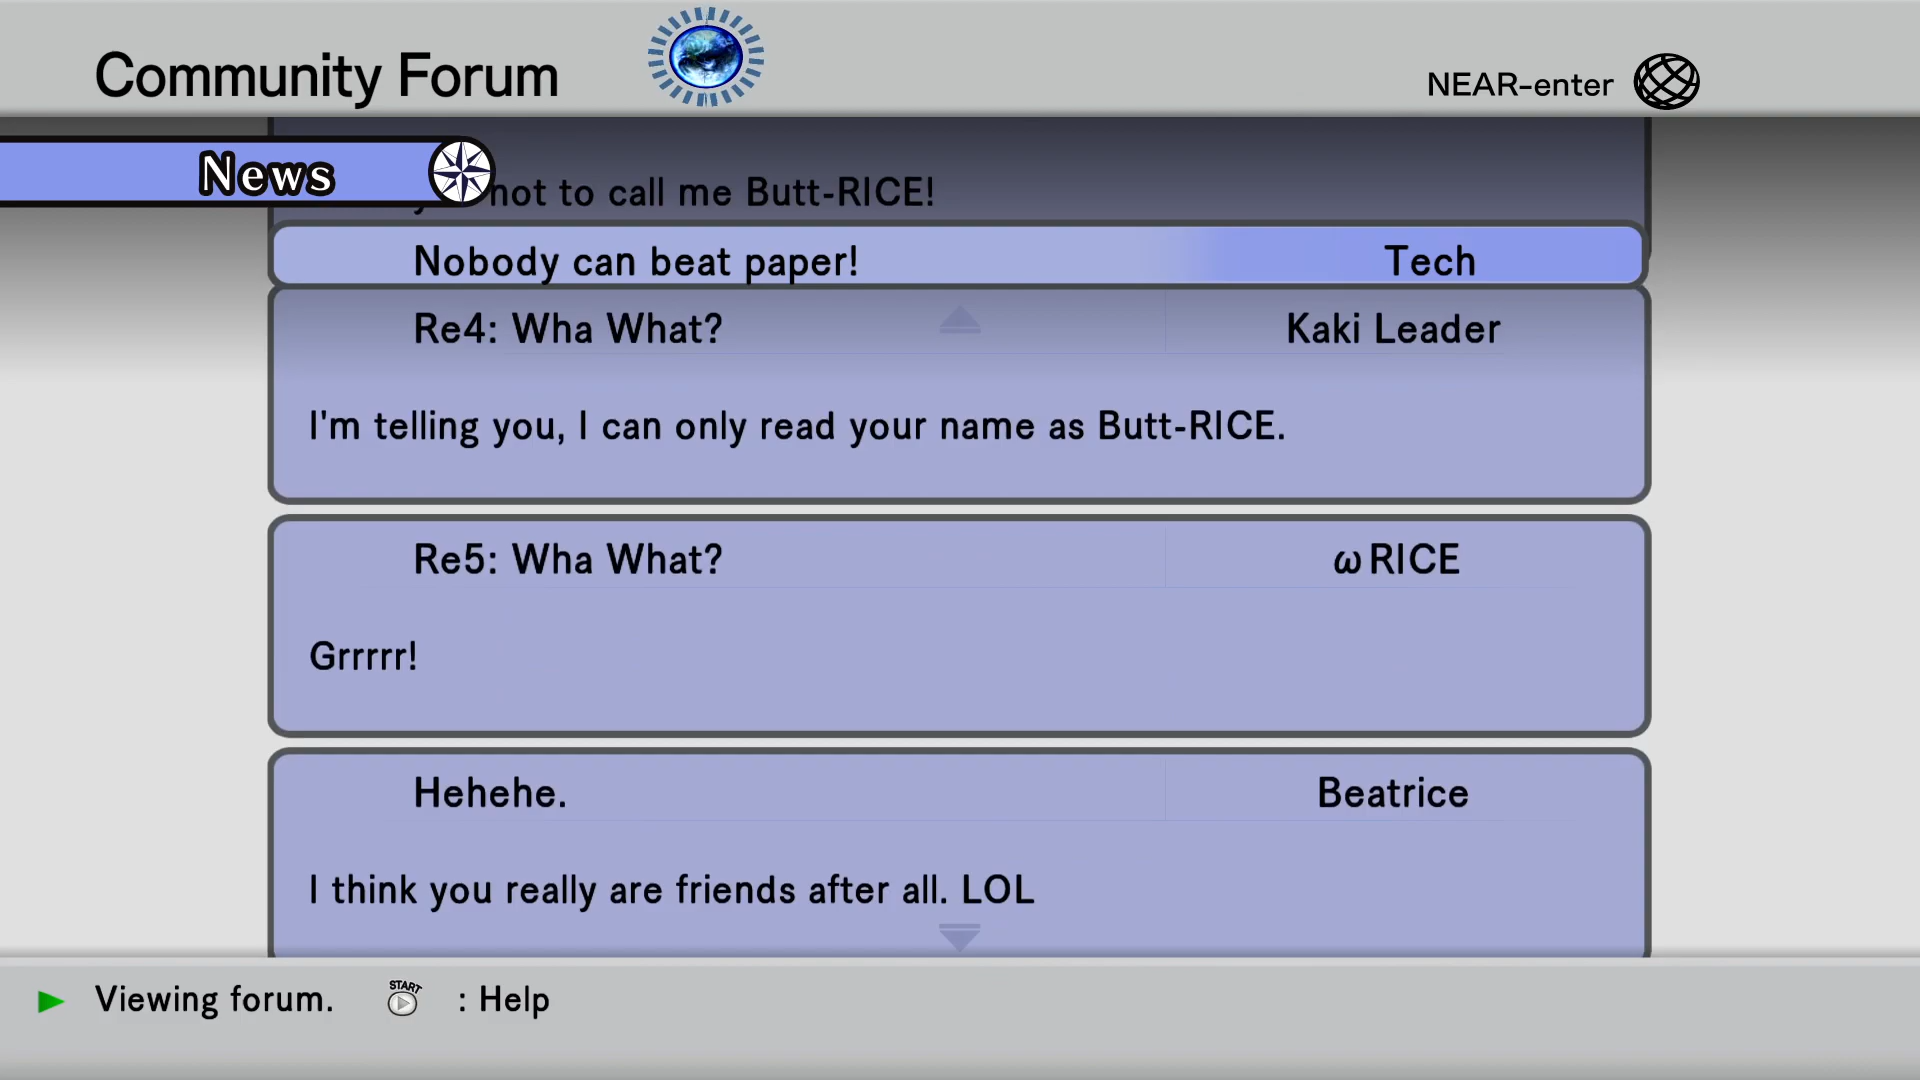 Community Forum
NEAR-enter
News
not to call me Butt-RICE!
Nobody can beat paper!
Tech
Re4: Wha What?
Kaki Leader
I'm telling you, I can only read your name as Butt-RICE.
Re5: Wha What?
ωRICE
Grrrrr!
Hehehe.
Beatrice
I think you really are friends after all. LOL
Viewing forum.
START
: Help